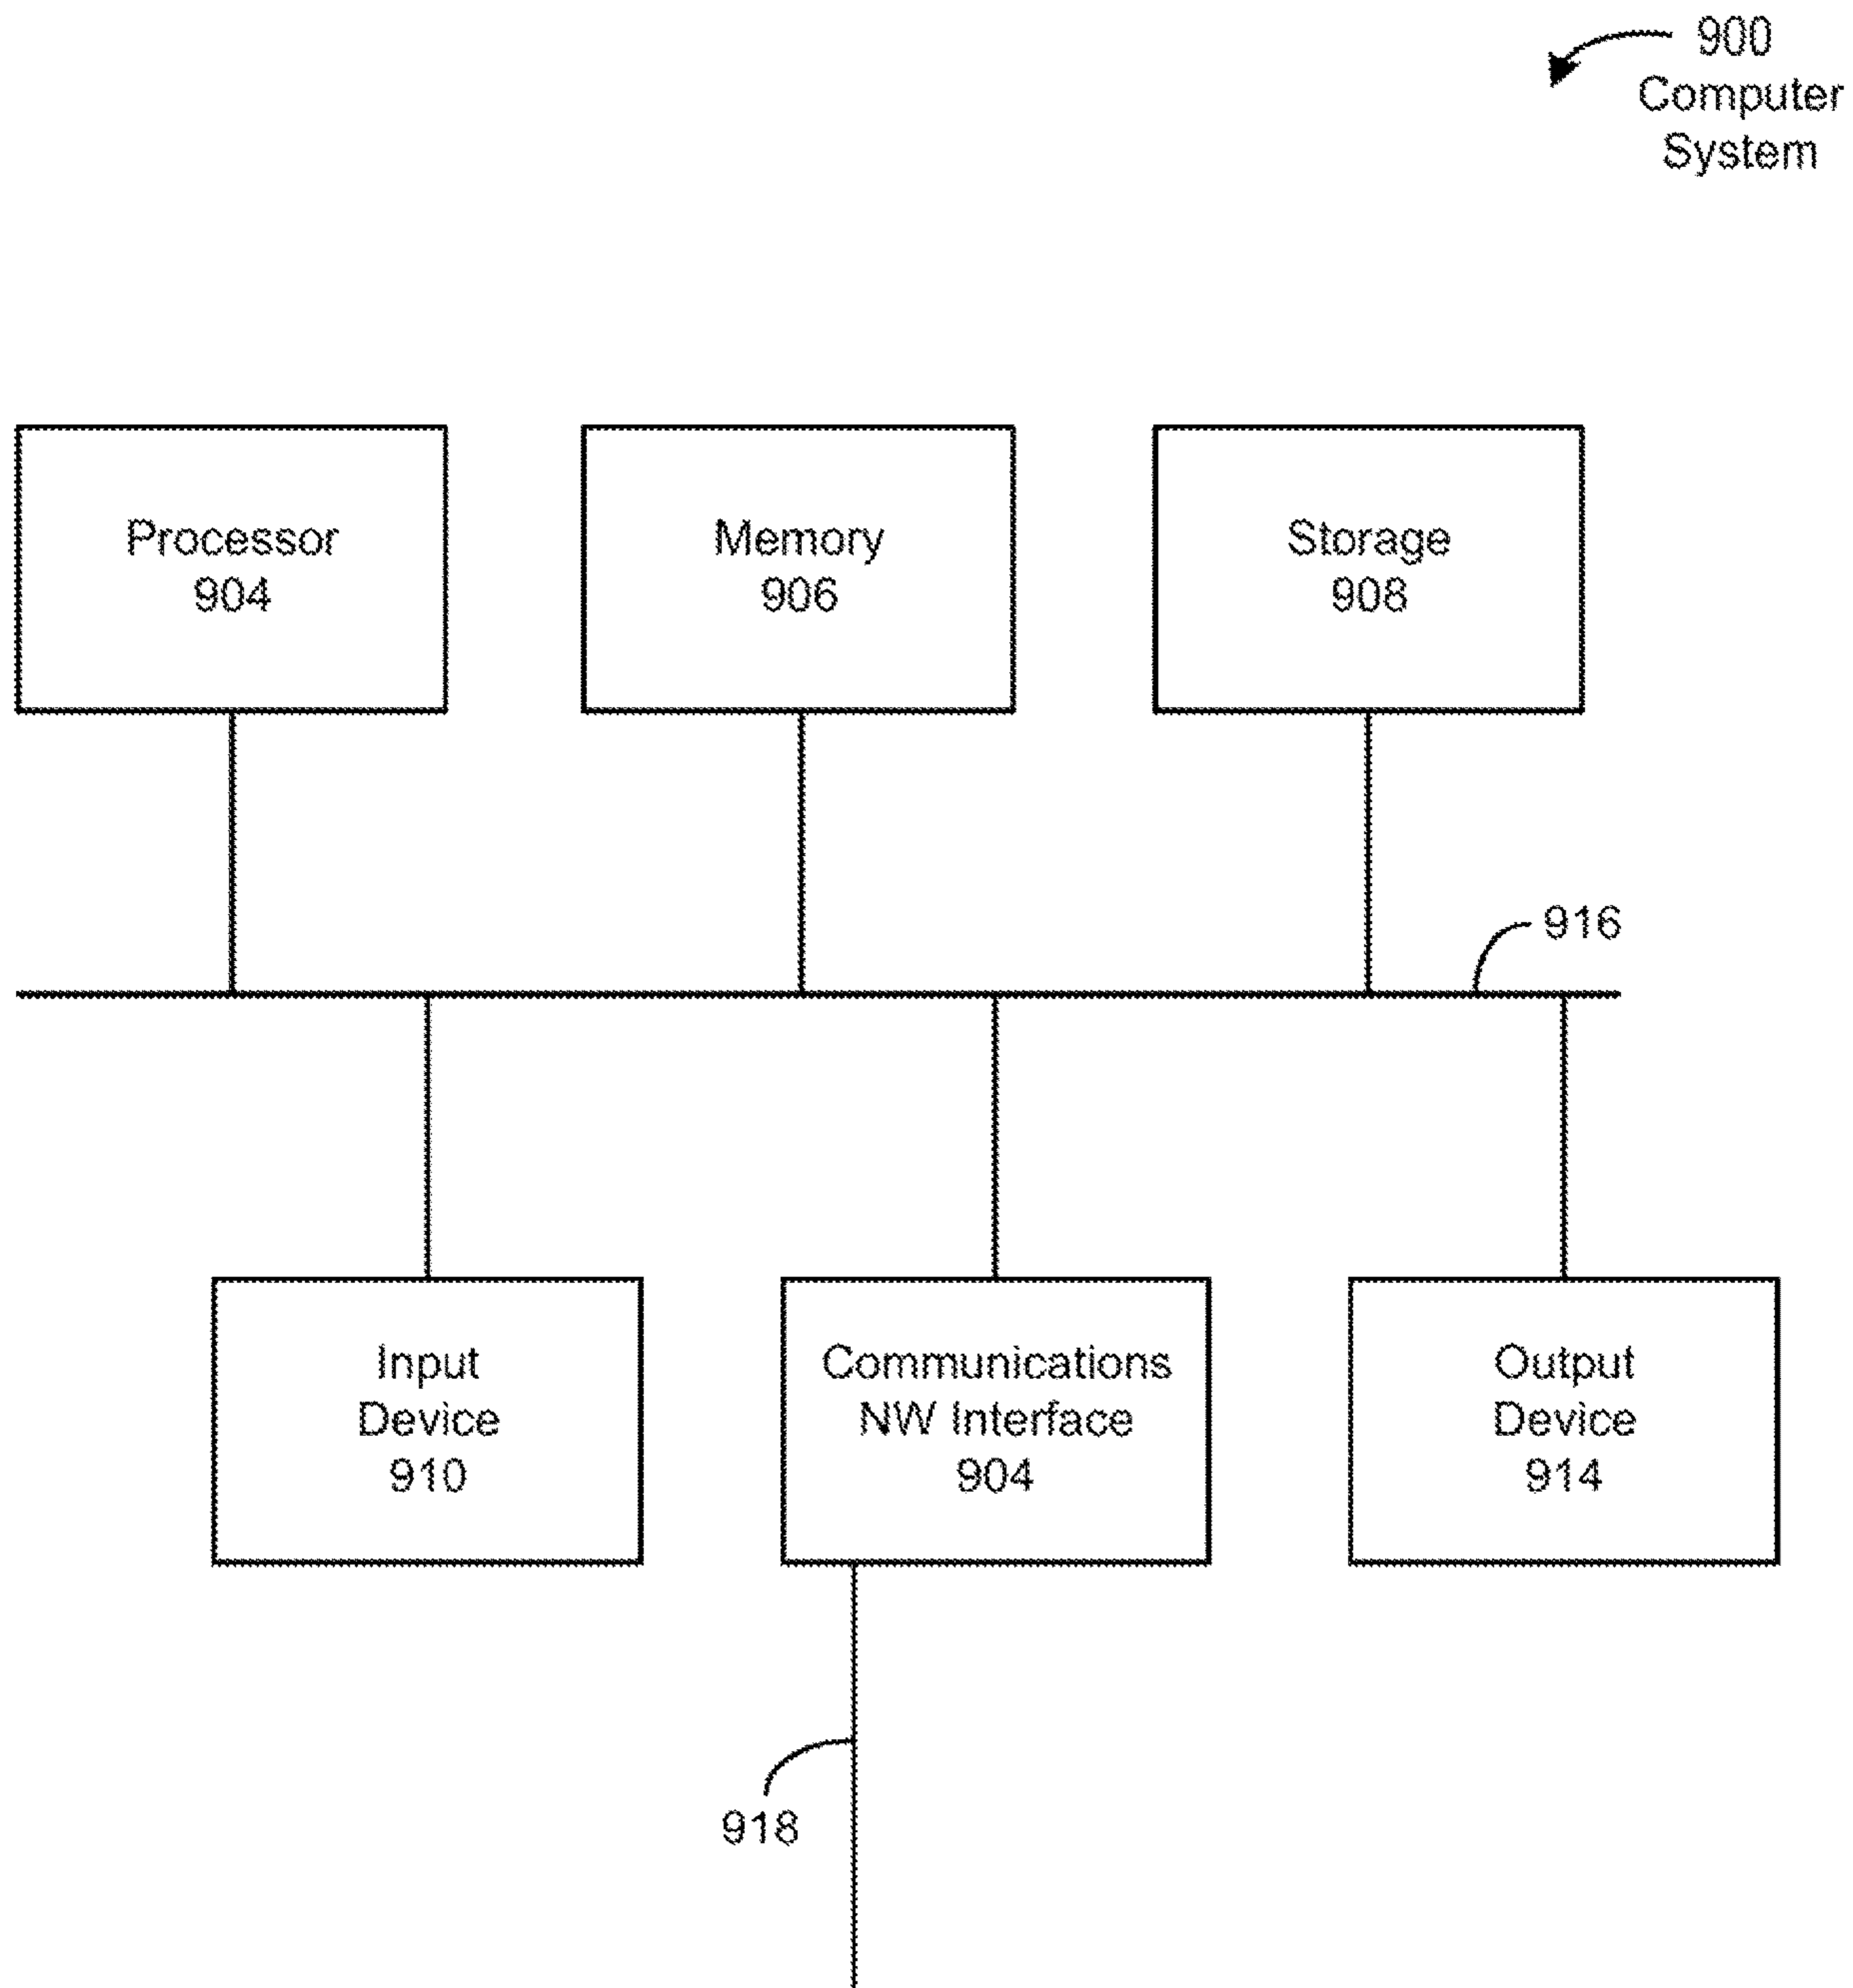 900
Computer
System
Processor
904
Memory
906
Storage
908
916
Input
Device
910
Communications
NW Interface
904
Output
Device
914
918